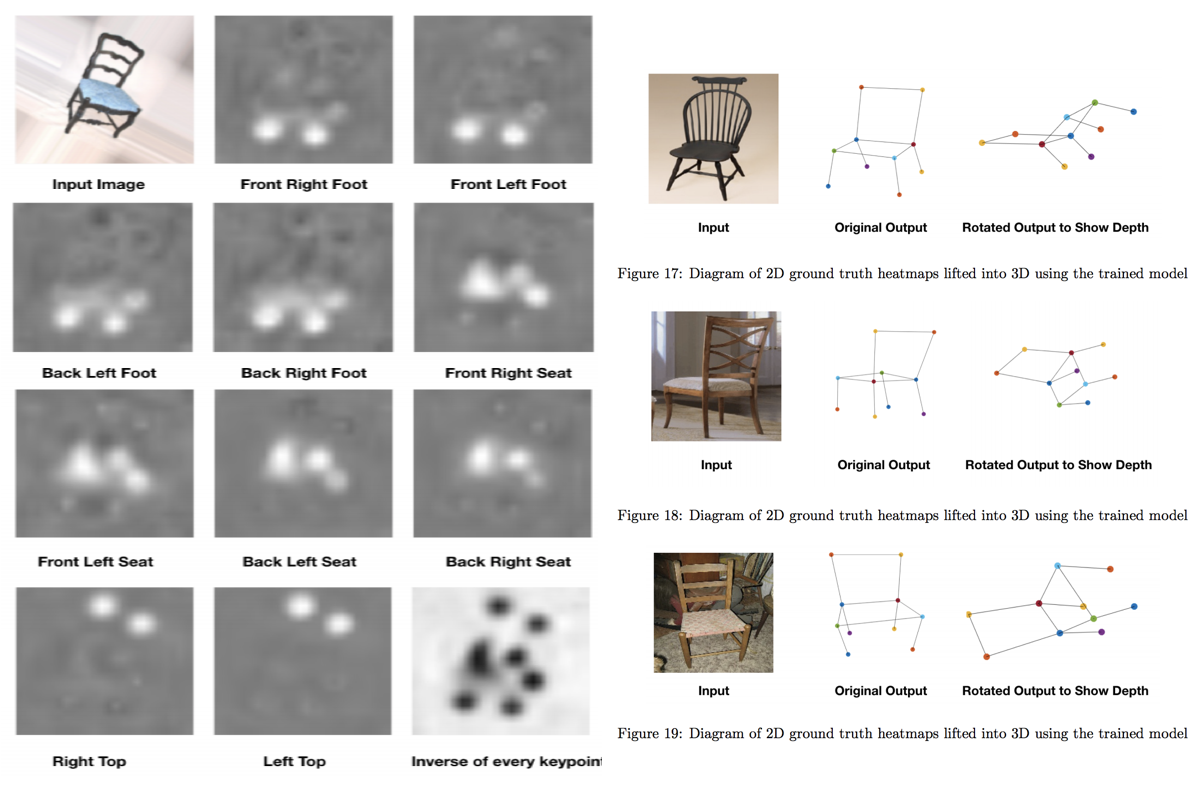 Input Image
Front Right Foot
Front Left Foot
Back Left Foot
Back Right Foot
Front Right Seat
Front Left Seat
Back Left Seat
Back Right Seat
Right Top
Left Top
Inverse of every keypoin
Input
Original Output
Rotated Output to Show Depth
Figure 17: Diagram of 2D ground truth heatmaps lifted into 3D using the trained model
Input
Original Output
Rotated Output to Show Depth
Figure 18: Diagram of 2D ground truth heatmaps lifted into 3D using the trained model
Input
Original Output
Rotated Output to Show Depth
Figure 19: Diagram of 2D ground truth heatmaps lifted into 3D using the trained model